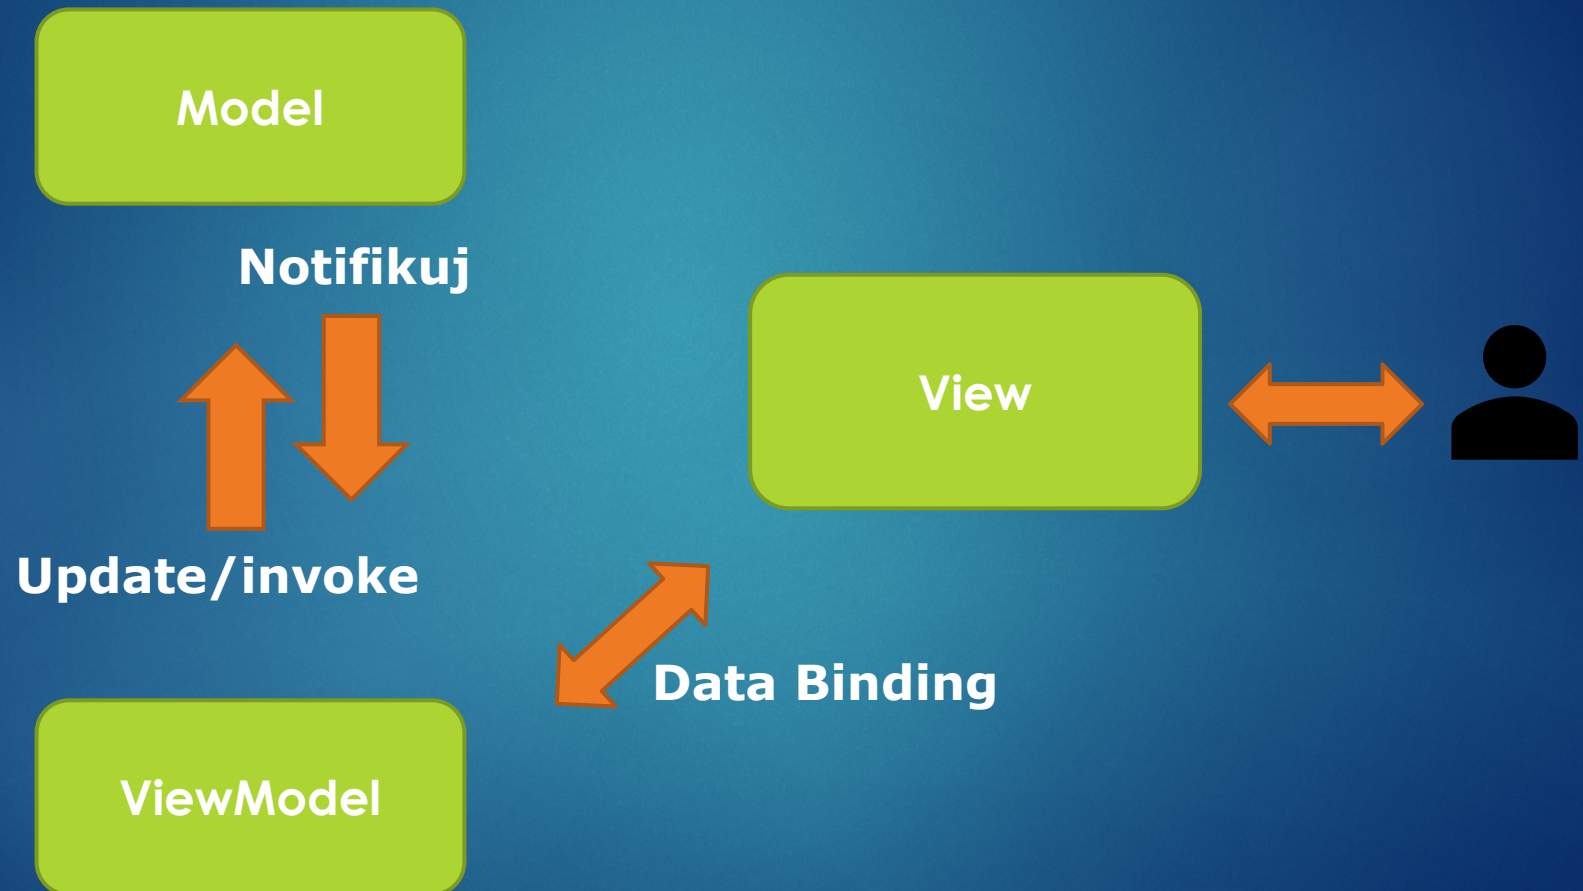 Model
Notifikuj
View
Update/invoke
Data Binding
ViewModel